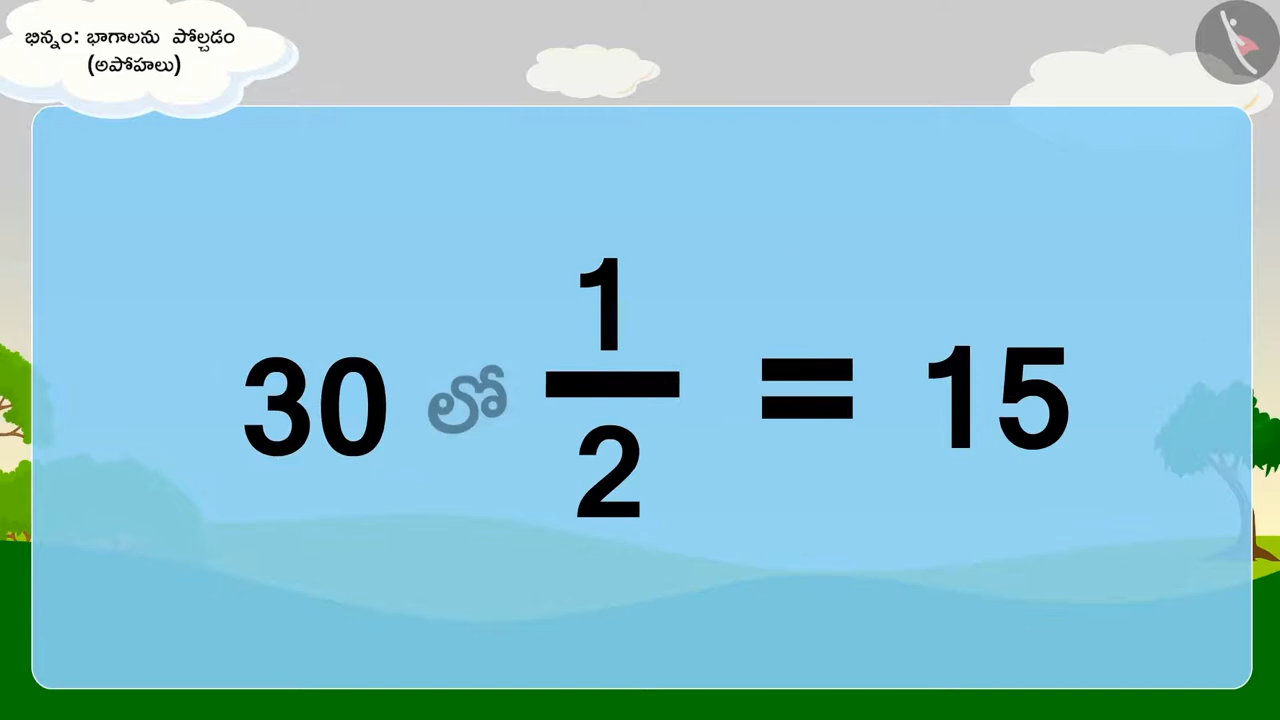 భిన్నం: భాగాలను పోల్చడం
(అపోహలు)
30 లో 1/2 = 15